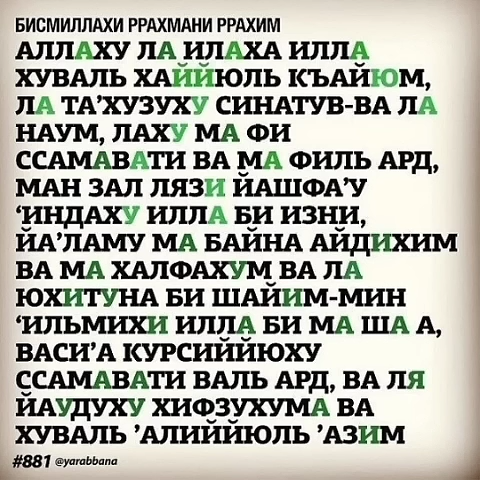 БИСМИЛЛАХИ РРАХМАНИ РРАХИМ
АЛЛАХУ ЛА ИЛАХА ИЛЛА
ХУВАЛЬ ХАЙЙЮЛЬ КЪАЙЮМ,
ЛА ТА’ХУЗУХУ СИНАТУВ-ВА ЛА
НАУМ, ЛАХУ МА ФИ
ССАМАВАТИ ВА МА ФИЛЬ АРД,
МАН ЗАЛ ЛЯЗИ ЙАШФА’У
‘ИНДАХУ ИЛЛА БИ ИЗНИ,
ЙА’ЛАМУ МА БАЙНА АЙДИХИМ
ВА МА ХАЛФАХУМ ВА ЛА
ЮХИТУНА БИ ШАЙИМ-МИН
‘ИЛЬМИХИ ИЛЛА БИ МА ША А,
ВАСИ’А КУРСИЙЙЮХУ
ССАМАВАТИ ВАЛЬ АРД, ВА ЛЯ
ЙАУДУХУ ХИФЗУХУМА ВА
ХУВАЛЬ ’АЛИЙЙЮЛЬ ’АЗИМ
#881 @yarabbana